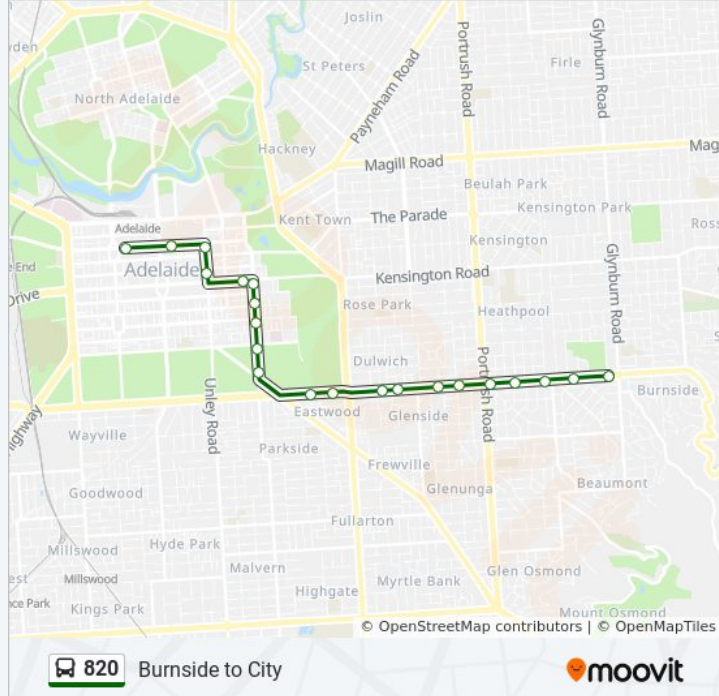 Joslin
yden
Portrush Road
Glynburn Road
St Peters
Firle
North Adelaide
Payneham Road
Hackney
Magill Road
Mag
Beulah Park
Kent Town
The Parade
Kensington Park
Adelaide
Kensington
Ross
e End
Adelaide
Kensington Road
Glynburn Road
Drive
Rose Park
Heathpool
Dulwich
Portrush Road
Unley Road
Burnside
Eastwood
Glenside
highway
Wayville
Parkside
Frewville
Beaumont
Goodwood
Glenunga
Fullarton
Millswood
Hyde Park
est
Millswood
Malvern
Myrtle Bank
Glen Osmond
nce Park
Kings Park
Highgate
Mount Osmond
© OpenStreetMap contributors | © OpenMapTiles
820 Burnside to City
moovit